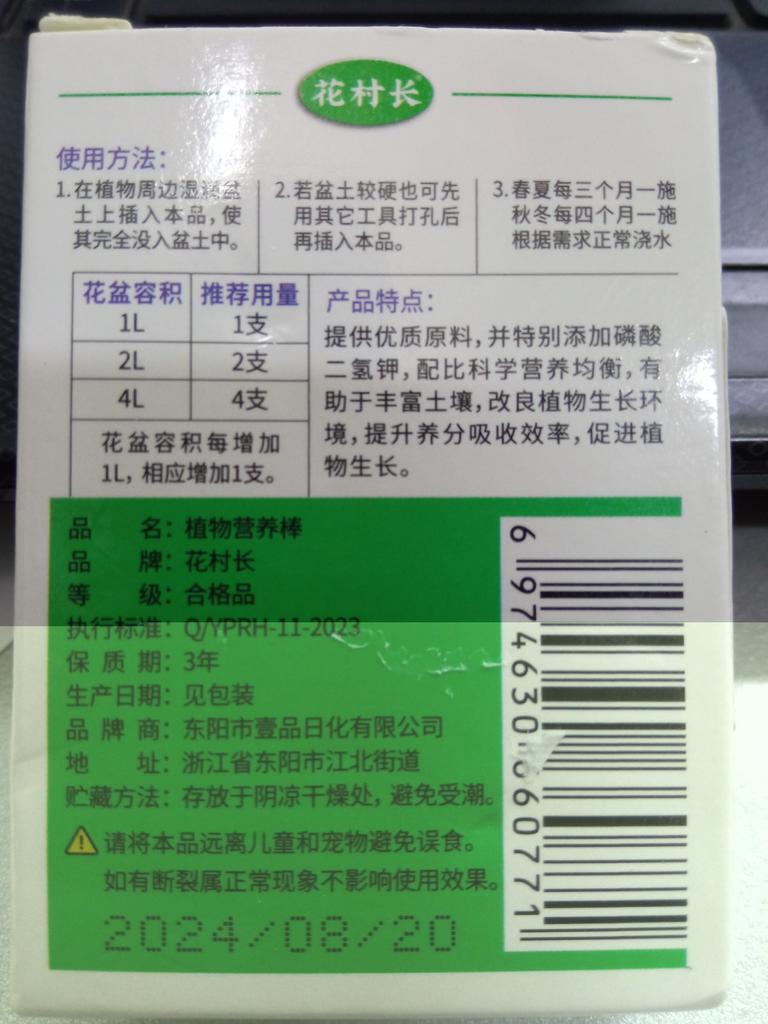 花村长
使用方法：
1.在植物周边湿润盆
土上插入本品，使
其完全没入盆土中。
2.若盆土较硬也可先
用其它工具打孔后
再插入本品。
3.春夏每三个月一施
秋冬每四个月一施
根据需求正常浇水
花盆容积 推荐用量
1L 1支
2L 2支
4L 4支
花盆容积每增加
1L，相应增加1支。
产品特点：
提供优质原料，并特别添加磷酸
二氢钾，配比科学营养均衡，有
助于丰富土壤，改良植物生长环
境，提升养分吸收效率，促进植
物生长。
品 名：植物营养棒
品 牌：花村长
等 级：合格品
执行标准：Q/YPRH-11-2023
保 质 期：3年
生产日期：见包装
品 牌 商：东阳市壹品日化有限公司
地 址：浙江省东阳市江北街道
贮藏方法：存放于阴凉干燥处，避免受潮。
请将本品远离儿童和宠物避免误食。
如有断裂属正常现象不影响使用效果。
2024/08/20
6 974630 660771